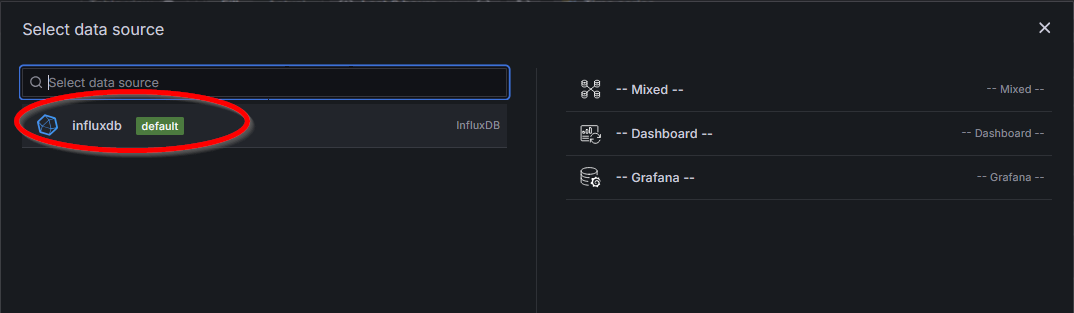 Select data source
Select data source
influxdb default InfluxDB
-- Mixed -- -- Mixed --
-- Dashboard -- -- Dashboard --
-- Grafana -- -- Grafana --